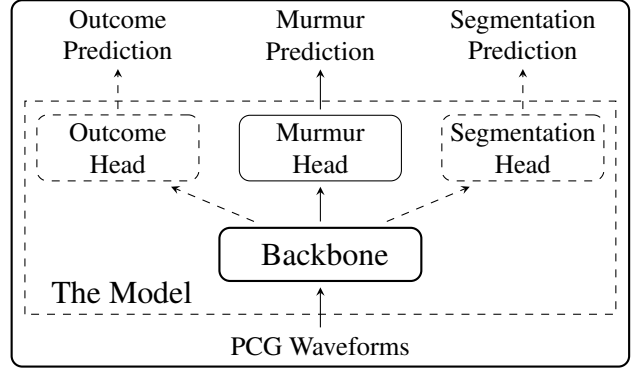 Outcome
Prediction
Murmur
Prediction
Segmentation
Prediction
Outcome
Head
Murmur
Head
Segmentation
Head
Backbone
The Model
PCG Waveforms